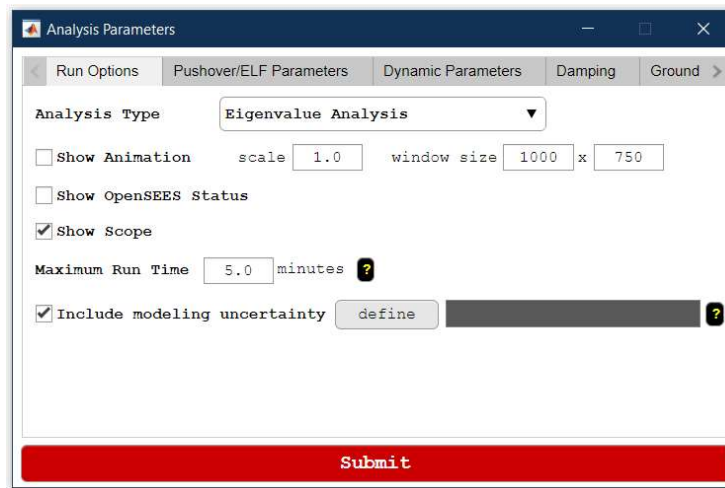 Analysis Parameters
Run Options Pushover/ELF Parameters Dynamic Parameters Damping Ground
Analysis Type Eigenvalue Analysis
Show Animation scale 1.0 window size 1000 x 750
Show OpenSEES Status
Show Scope
Maximum Run Time 5.0 minutes ?
Include modeling uncertainty define ?
Submit